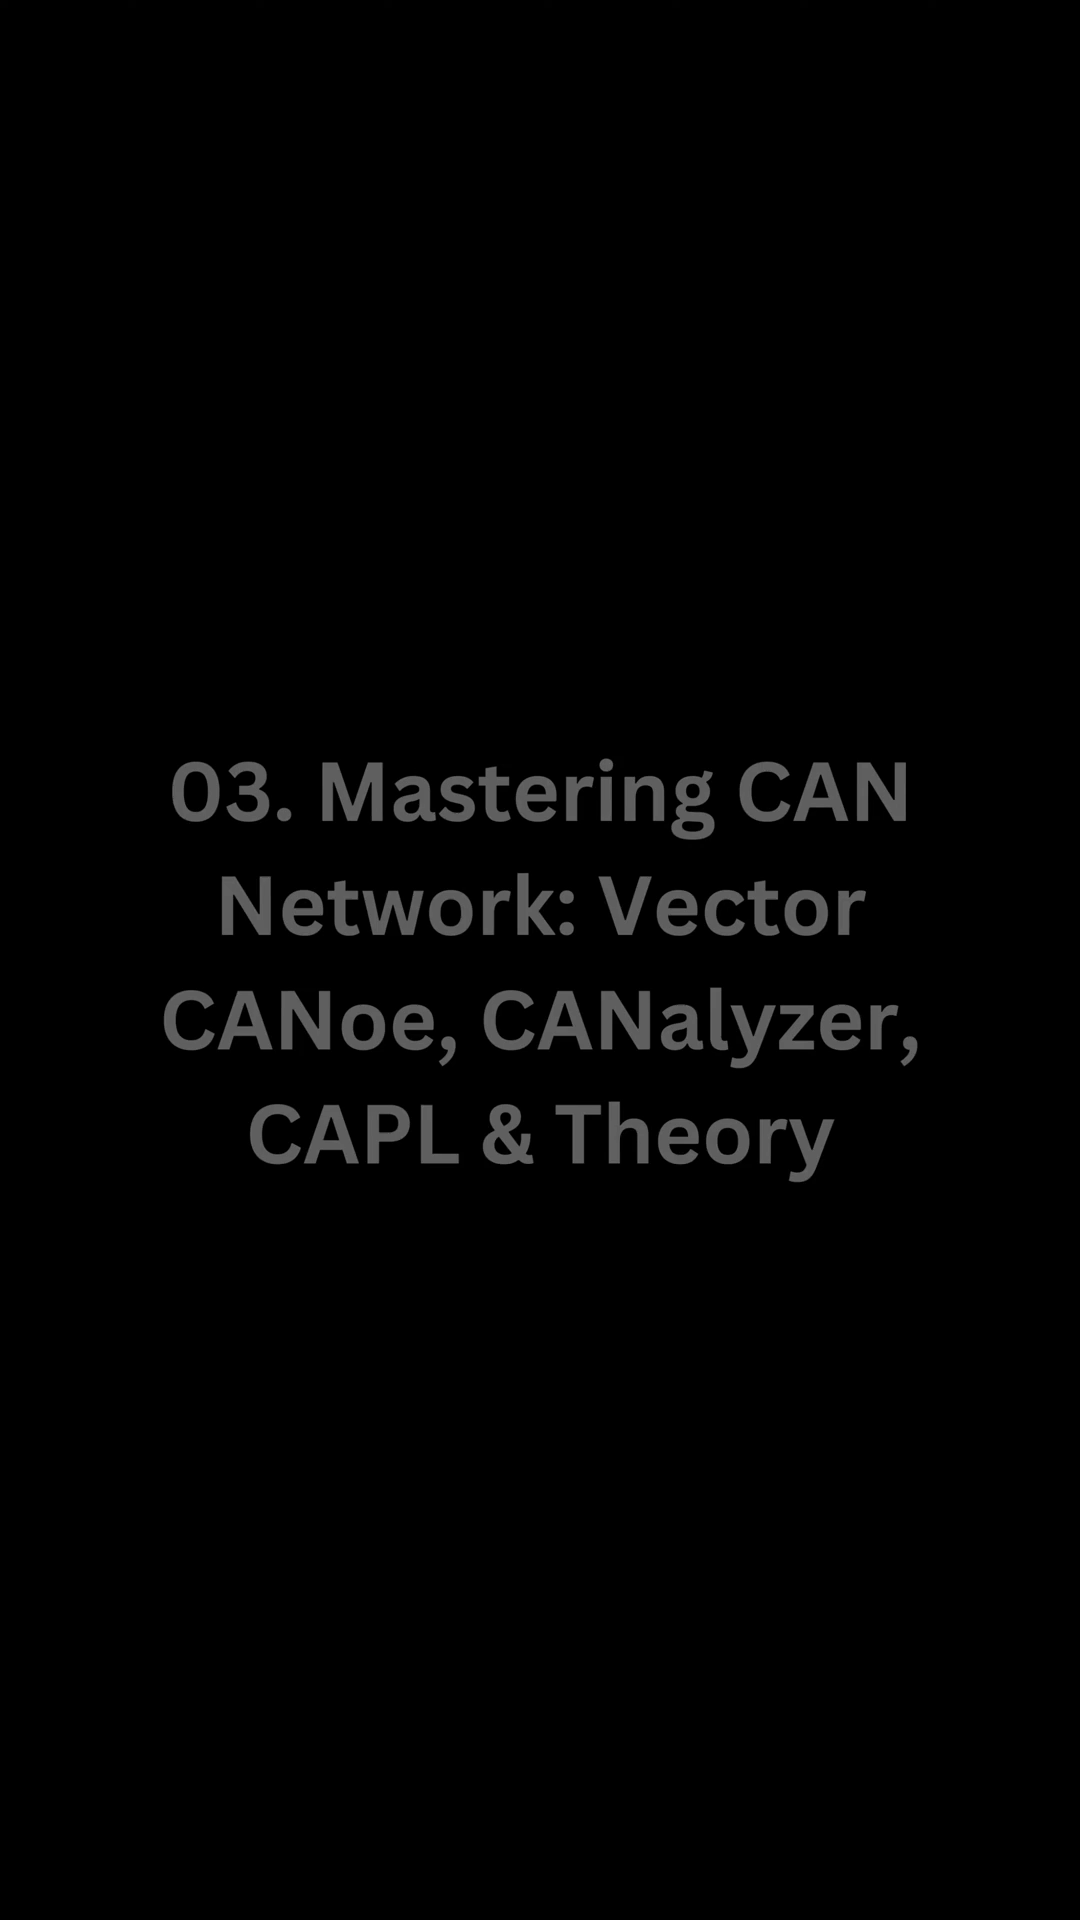 03. Mastering CAN
Network: Vector
CANoe, CANalyzer,
CAPL & Theory